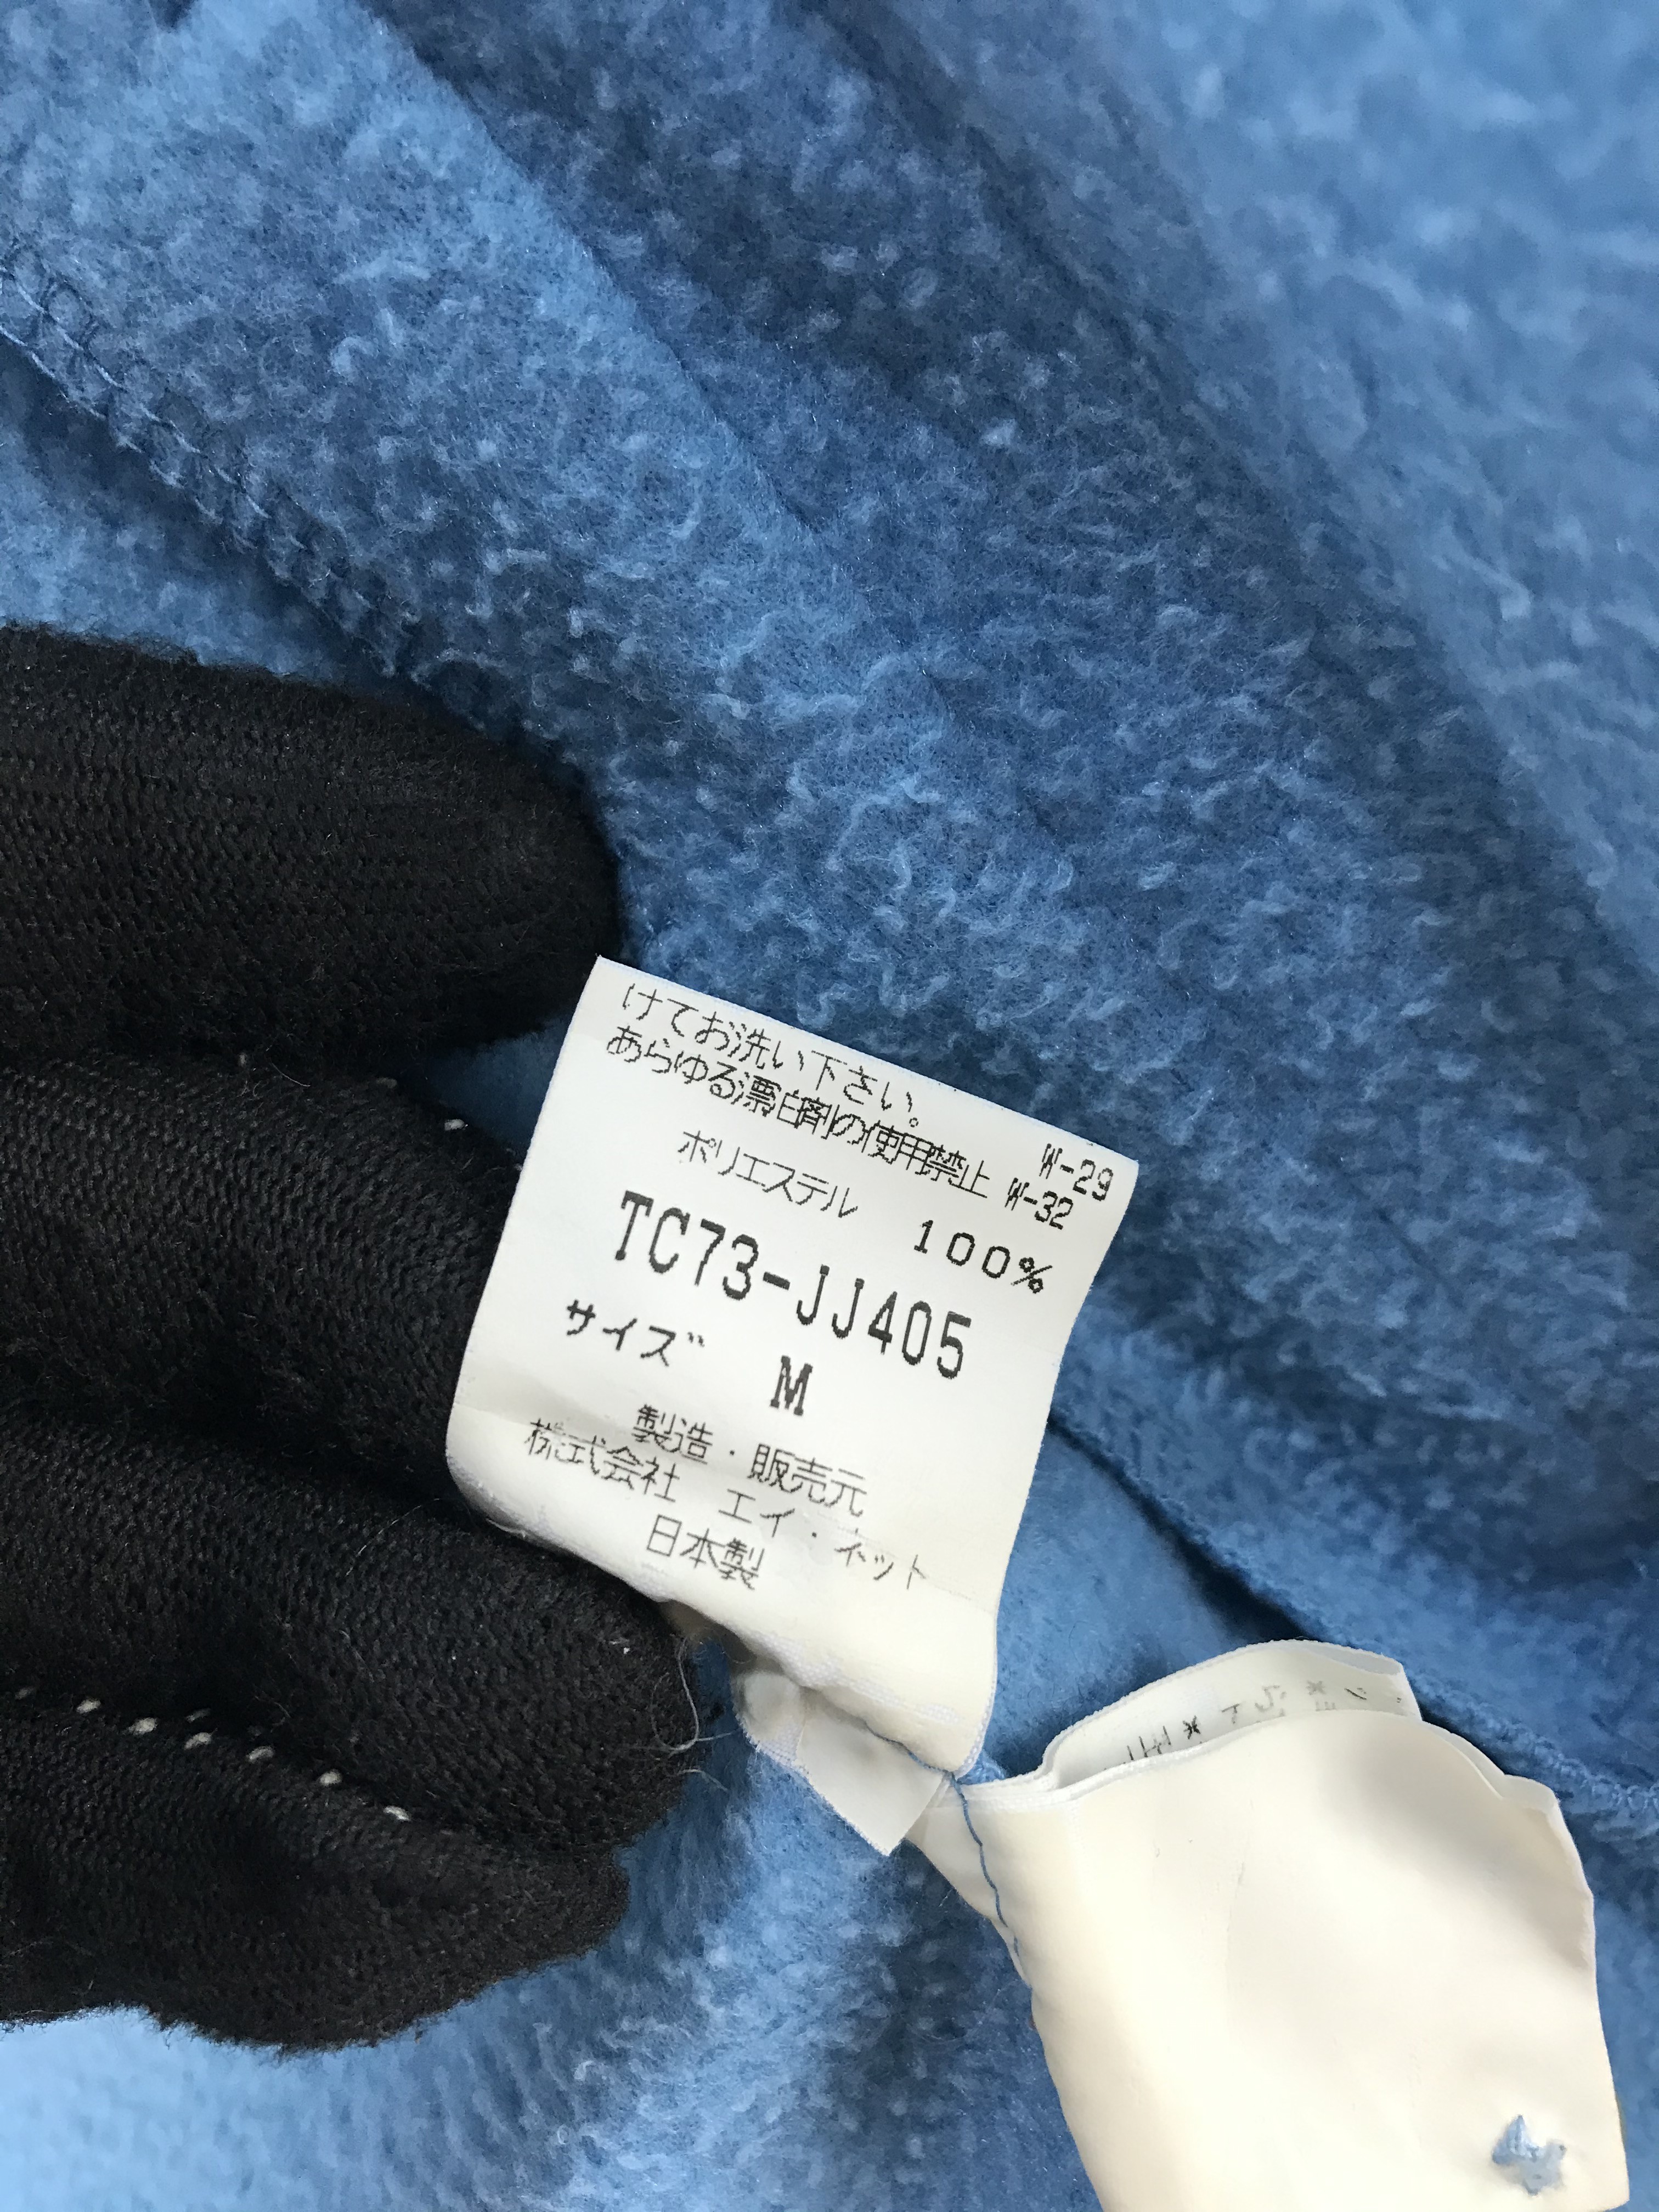 けてお洗い下さい。 W-29
あらゆる漂白剤の使用禁止 W-32
ポリエステル 100%
TC73-JJ405
サイズ M
製造・販売元
株式会社 エイ・ネット
日本製